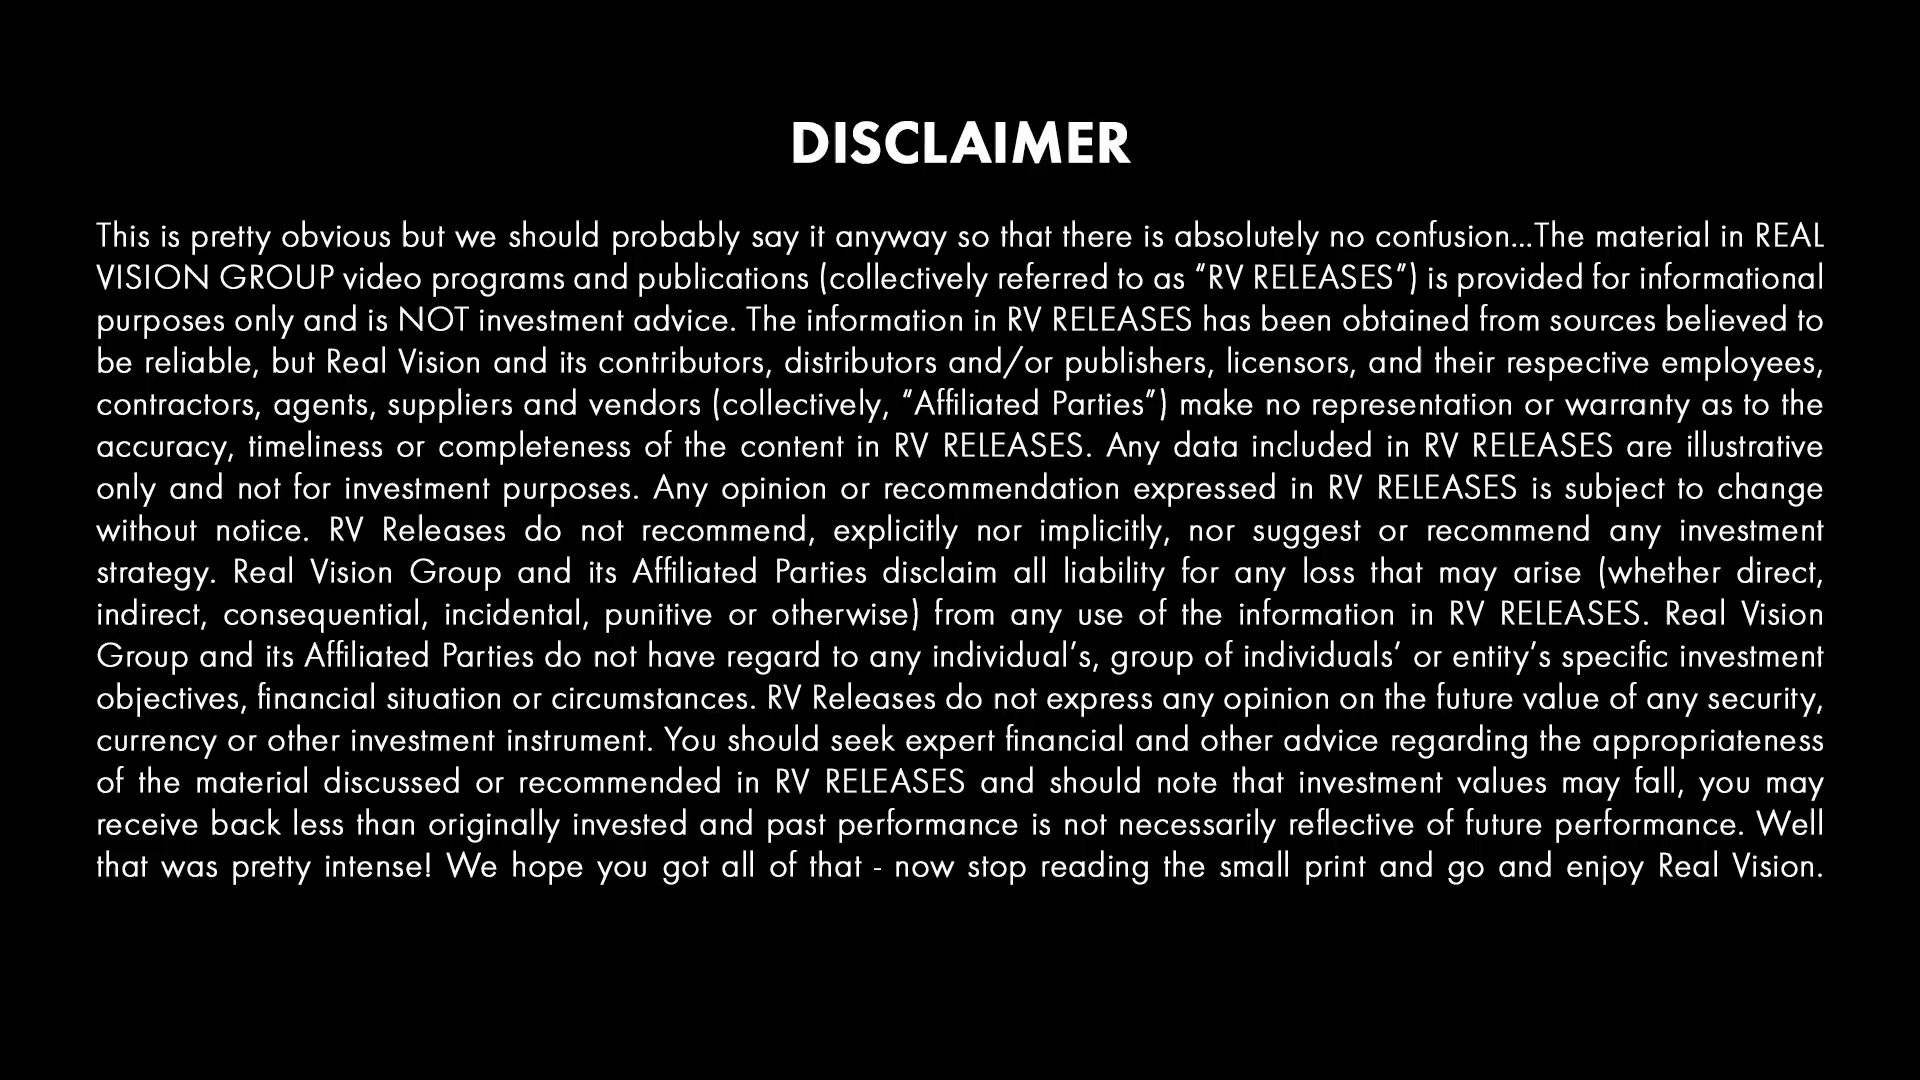 DISCLAIMER
This is pretty obvious but we should probably say it anyway so that there is absolutely no confusion...The material in REAL
VISION GROUP video programs and publications (collectively referred to as “RV RELEASES”) is provided for informational
purposes only and is NOT investment advice. The information in RV RELEASES has been obtained from sources believed to
be reliable, but Real Vision and its contributors, distributors and/or publishers, licensors, and their respective employees,
contractors, agents, suppliers and vendors (collectively, “Affiliated Parties”) make no representation or warranty as to the
accuracy, timeliness or completeness of the content in RV RELEASES. Any data included in RV RELEASES are illustrative
only and not for investment purposes. Any opinion or recommendation expressed in RV RELEASES is subject to change
without notice. RV Releases do not recommend, explicitly nor implicitly, nor suggest or recommend any investment
strategy. Real Vision Group and its Affiliated Parties disclaim all liability for any loss that may arise (whether direct,
indirect, consequential, incidental, punitive or otherwise) from any use of the information in RV RELEASES. Real Vision
Group and its Affiliated Parties do not have regard to any individual’s, group of individuals’ or entity’s specific investment
objectives, financial situation or circumstances. RV Releases do not express any opinion on the future value of any security,
currency or other investment instrument. You should seek expert financial and other advice regarding the appropriateness
of the material discussed or recommended in RV RELEASES and should note that investment values may fall, you may
receive back less than originally invested and past performance is not necessarily reflective of future performance. Well
that was pretty intense! We hope you got all of that - now stop reading the small print and go and enjoy Real Vision.